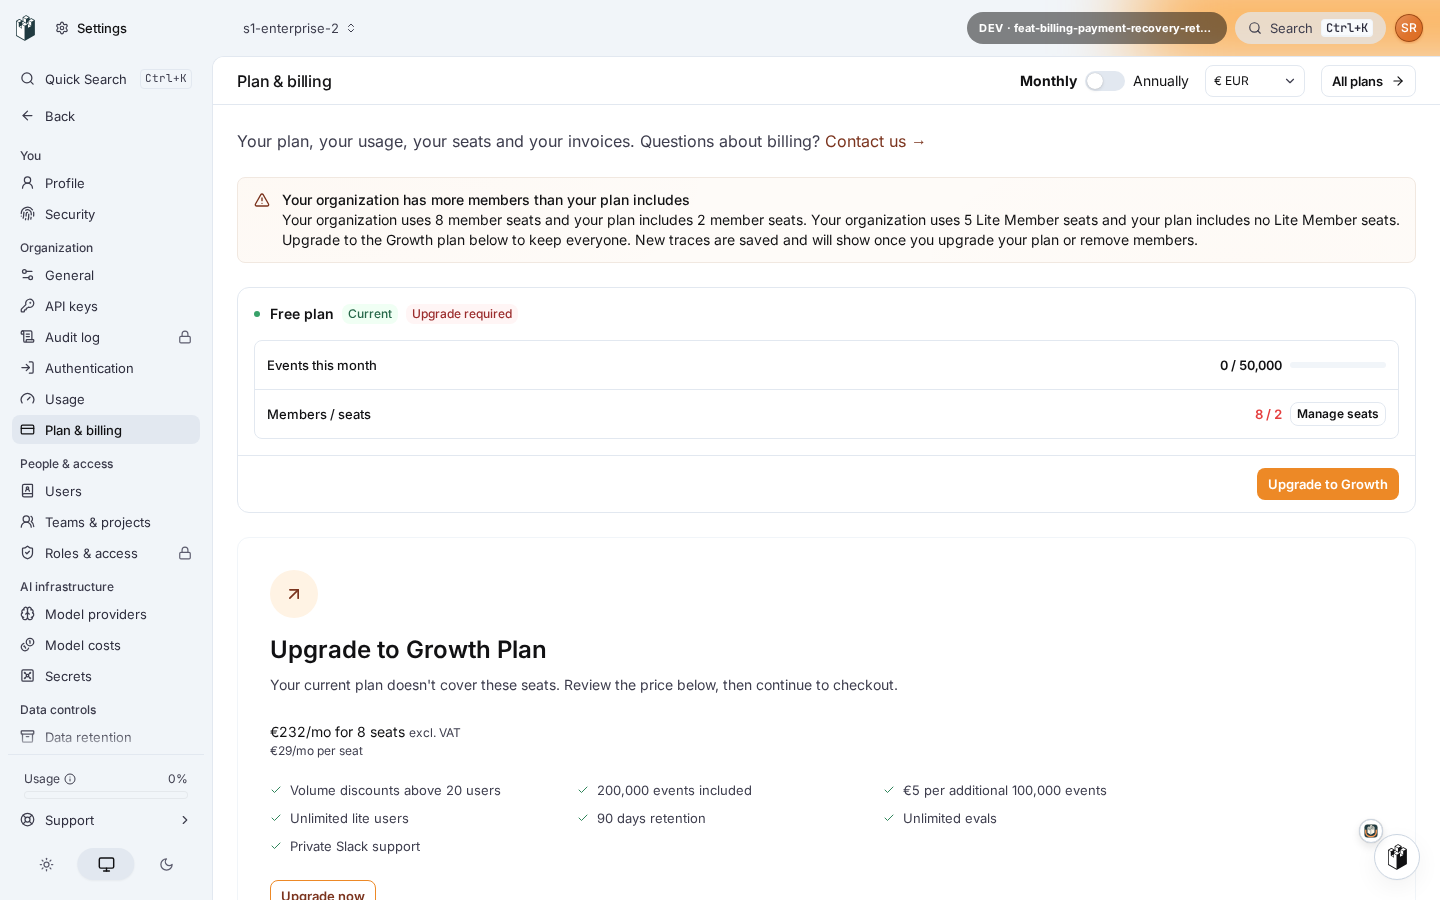 Settings
s1-enterprise-2
DEV · feat-billing-payment-recovery-ret...
Search Ctrl+K
SR
Quick Search Ctrl+K
Back
You
Profile
Security
Organization
General
API keys
Audit log
Authentication
Usage
Plan & billing
People & access
Users
Teams & projects
Roles & access
AI infrastructure
Model providers
Model costs
Secrets
Data controls
Data retention
Usage 0%
Support
Plan & billing
Monthly Annually
€ EUR
All plans →
Your plan, your usage, your seats and your invoices. Questions about billing? Contact us →
Your organization has more members than your plan includes
Your organization uses 8 member seats and your plan includes 2 member seats. Your organization uses 5 Lite Member seats and your plan includes no Lite Member seats.
Upgrade to the Growth plan below to keep everyone. New traces are saved and will show once you upgrade your plan or remove members.
Free plan Current Upgrade required
Events this month 0 / 50,000
Members / seats 8 / 2 Manage seats
Upgrade to Growth
Upgrade to Growth Plan
Your current plan doesn't cover these seats. Review the price below, then continue to checkout.
€232/mo for 8 seats excl. VAT
€29/mo per seat
Volume discounts above 20 users
200,000 events included
€5 per additional 100,000 events
Unlimited lite users
90 days retention
Unlimited evals
Private Slack support
Upgrade now